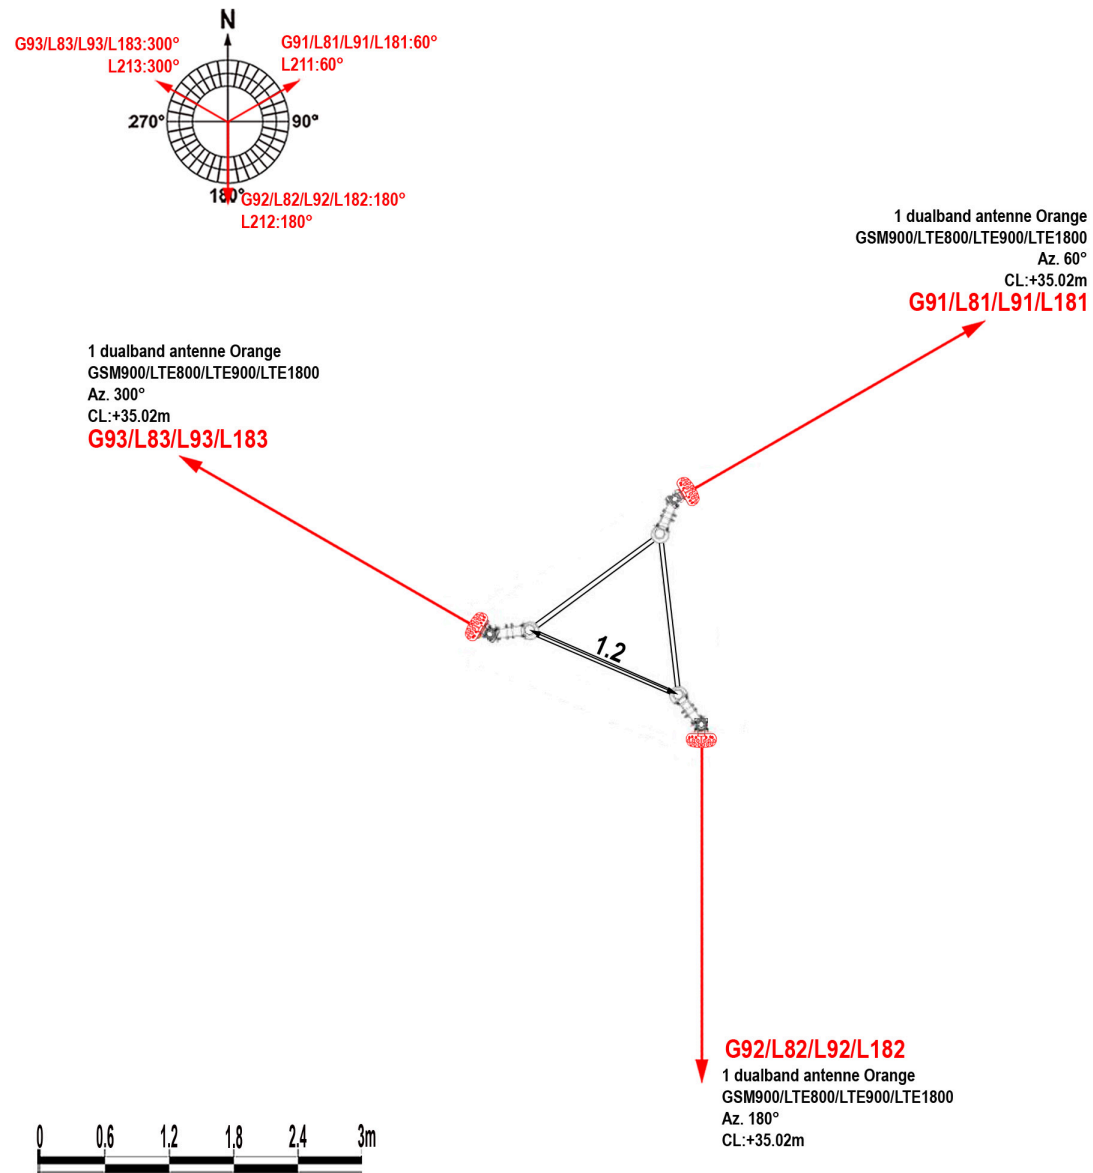 N
G93/L83/L93/L183:300°
L213:300°
G91/L81/L91/L181:60°
L211:60°
270°
90°
180°
G92/L82/L92/L182:180°
L212:180°
1 dualband antenne Orange
GSM900/LTE800/LTE900/LTE1800
Az. 60°
CL:+35.02m
G91/L81/L91/L181
1 dualband antenne Orange
GSM900/LTE800/LTE900/LTE1800
Az. 300°
CL:+35.02m
G93/L83/L93/L183
1.2
G92/L82/L92/L182
1 dualband antenne Orange
GSM900/LTE800/LTE900/LTE1800
Az. 180°
CL:+35.02m
0 0.6 1.2 1.8 2.4 3m